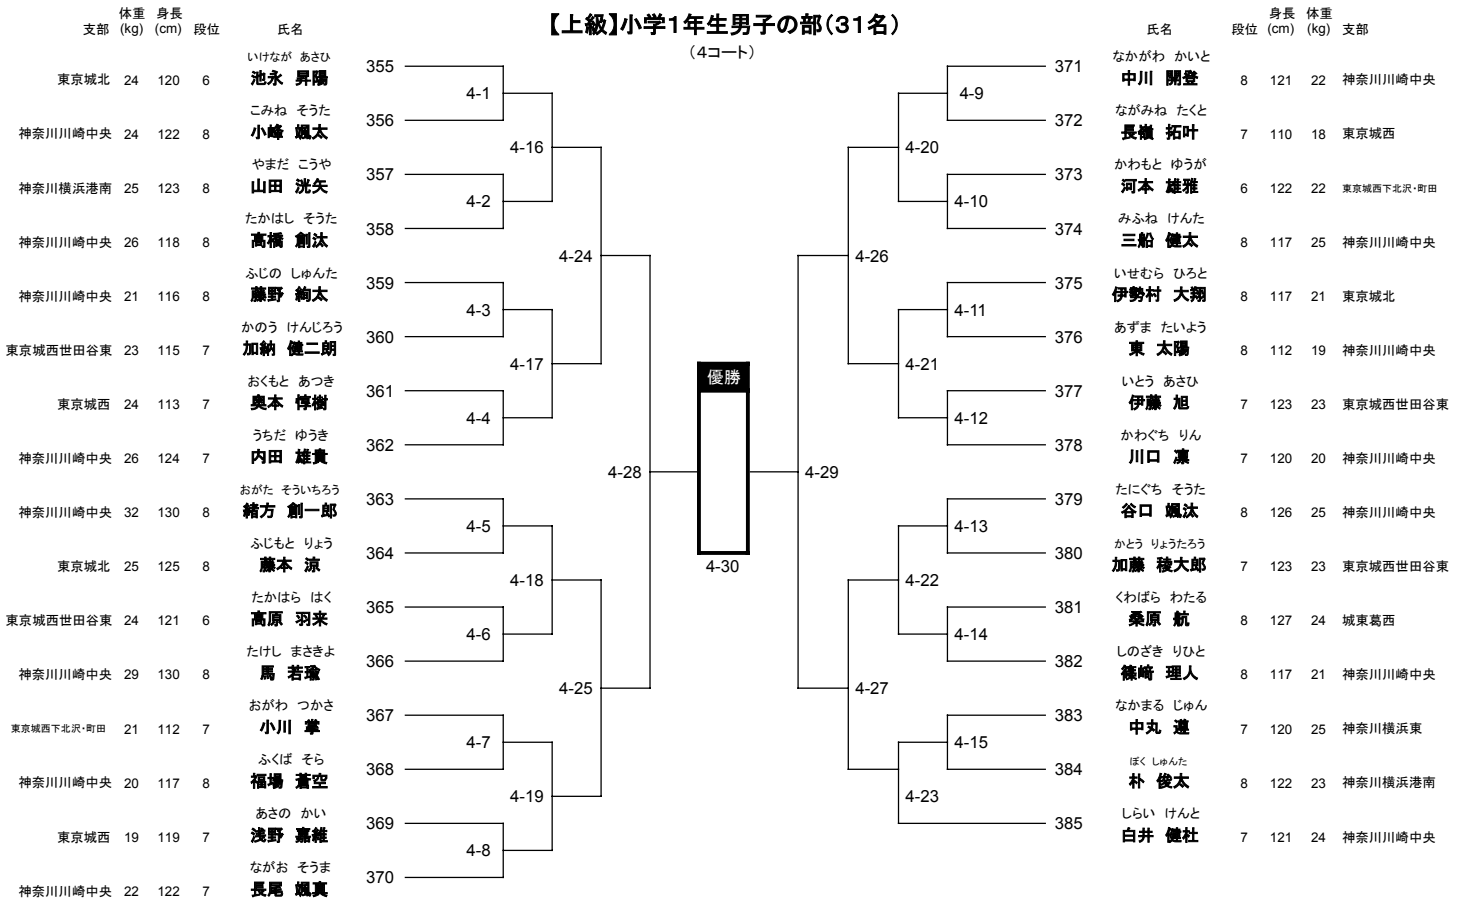 【上級】小学1年生男子の部(31名)
(4コート)
支部 体重(kg) 身長(cm) 段位 氏名
いけなが あさひ
東京城北 24 120 6 池永 昇陽 355
こみね そうた
神奈川川崎中央 24 122 8 小峰 颯太 356
やまだ こうや
神奈川横浜港南 25 123 8 山田 洸矢 357
たかはし そうた
神奈川川崎中央 26 118 8 高橋 創汰 358
ふじの しゅんた
神奈川川崎中央 21 116 8 藤野 絢太 359
かのう けんじろう
東京城西世田谷東 23 115 7 加納 健二朗 360
おくもと あつき
東京城西 24 113 7 奥本 惇樹 361
うちだ ゆうき
神奈川川崎中央 26 124 7 内田 雄貴 362
おがた そういちろう
神奈川川崎中央 32 130 8 緒方 創一郎 363
ふじもと りょう
東京城北 25 125 8 藤本 涼 364
たかはら はく
東京城西世田谷東 24 121 6 高原 羽来 365
たけし まさきよ
神奈川川崎中央 29 130 8 馬 若瑜 366
おがわ つかさ
東京城西下北沢・町田 21 112 7 小川 掌 367
ふくば そら
神奈川川崎中央 20 117 8 福場 蒼空 368
あさの かい
東京城西 19 119 7 浅野 嘉維 369
ながお そうま
神奈川川崎中央 22 122 7 長尾 颯真 370
4-1
4-2
4-3
4-4
4-5
4-6
4-7
4-8
4-16
4-17
4-18
4-19
4-24
4-25
4-28
優勝
4-30
4-29
4-26
4-27
4-20
4-21
4-22
4-23
4-9
4-10
4-11
4-12
4-13
4-14
4-15
氏名 段位 身長(cm) 体重(kg) 支部
なかがわ かいと
371 中川 開登 8 121 22 神奈川川崎中央
ながみね たくと
372 長嶺 拓叶 7 110 18 東京城西
かわもと ゆうが
373 河本 雄雅 6 122 22 東京城西下北沢・町田
みふね けんた
374 三船 健太 8 117 25 神奈川川崎中央
いせむら ひろと
375 伊勢村 大翔 8 117 21 東京城北
あずま たいよう
376 東 太陽 8 112 19 神奈川川崎中央
いとう あさひ
377 伊藤 旭 7 123 23 東京城西世田谷東
かわぐち りん
378 川口 凛 7 120 20 神奈川川崎中央
たにぐち そうた
379 谷口 颯汰 8 126 25 神奈川川崎中央
かとう りょうたろう
380 加藤 稜大郎 7 123 23 東京城西世田谷東
くわばら わたる
381 桑原 航 8 127 24 城東葛西
しのざき りひと
382 篠﨑 理人 8 117 21 神奈川川崎中央
なかまる じゅん
383 中丸 遵 7 120 25 神奈川横浜東
ぼく しゅんた
384 朴 俊太 8 122 23 神奈川横浜港南
しらい けんと
385 白井 健杜 7 121 24 神奈川川崎中央